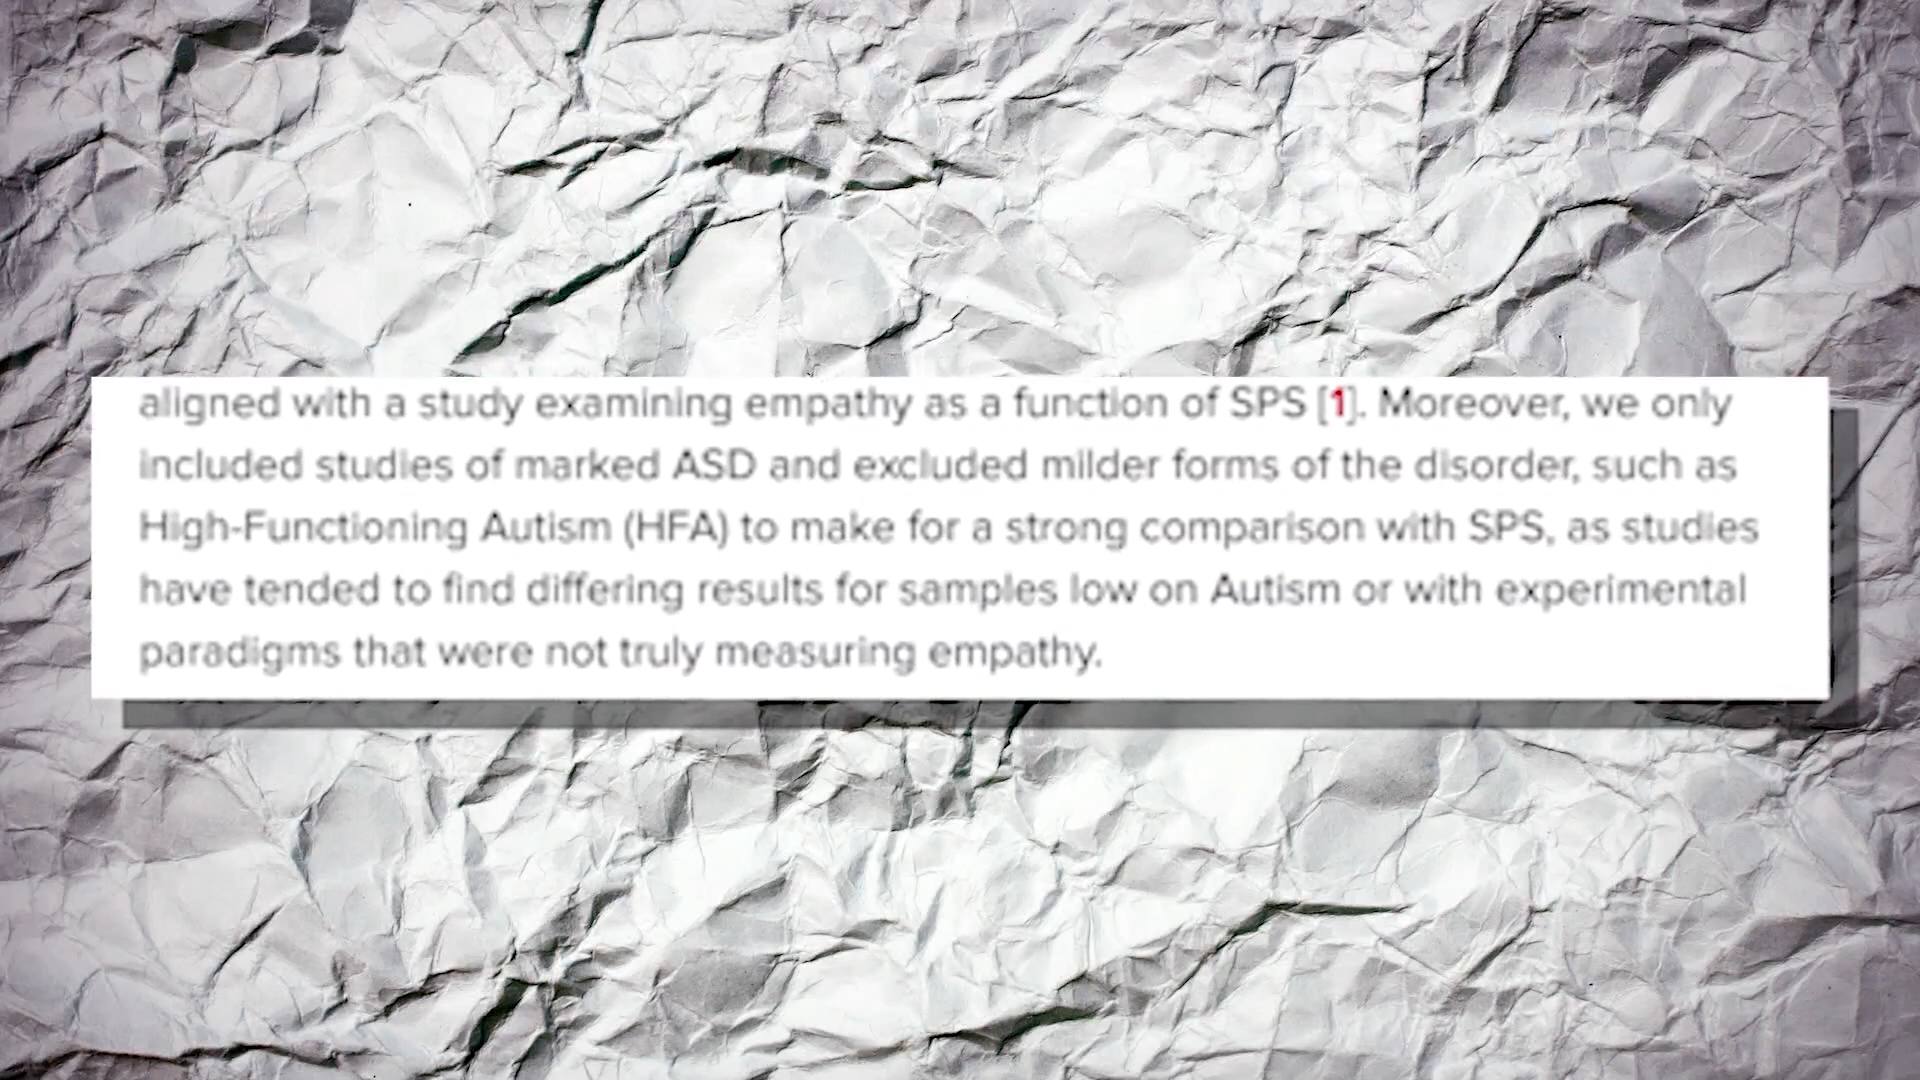 aligned with a study examining empathy as a function of SPS [1]. Moreover, we only
included studies of marked ASD and excluded milder forms of the disorder, such as
High-Functioning Autism (HFA) to make for a strong comparison with SPS, as studies
have tended to find differing results for samples low on Autism or with experimental
paradigms that were not truly measuring empathy.